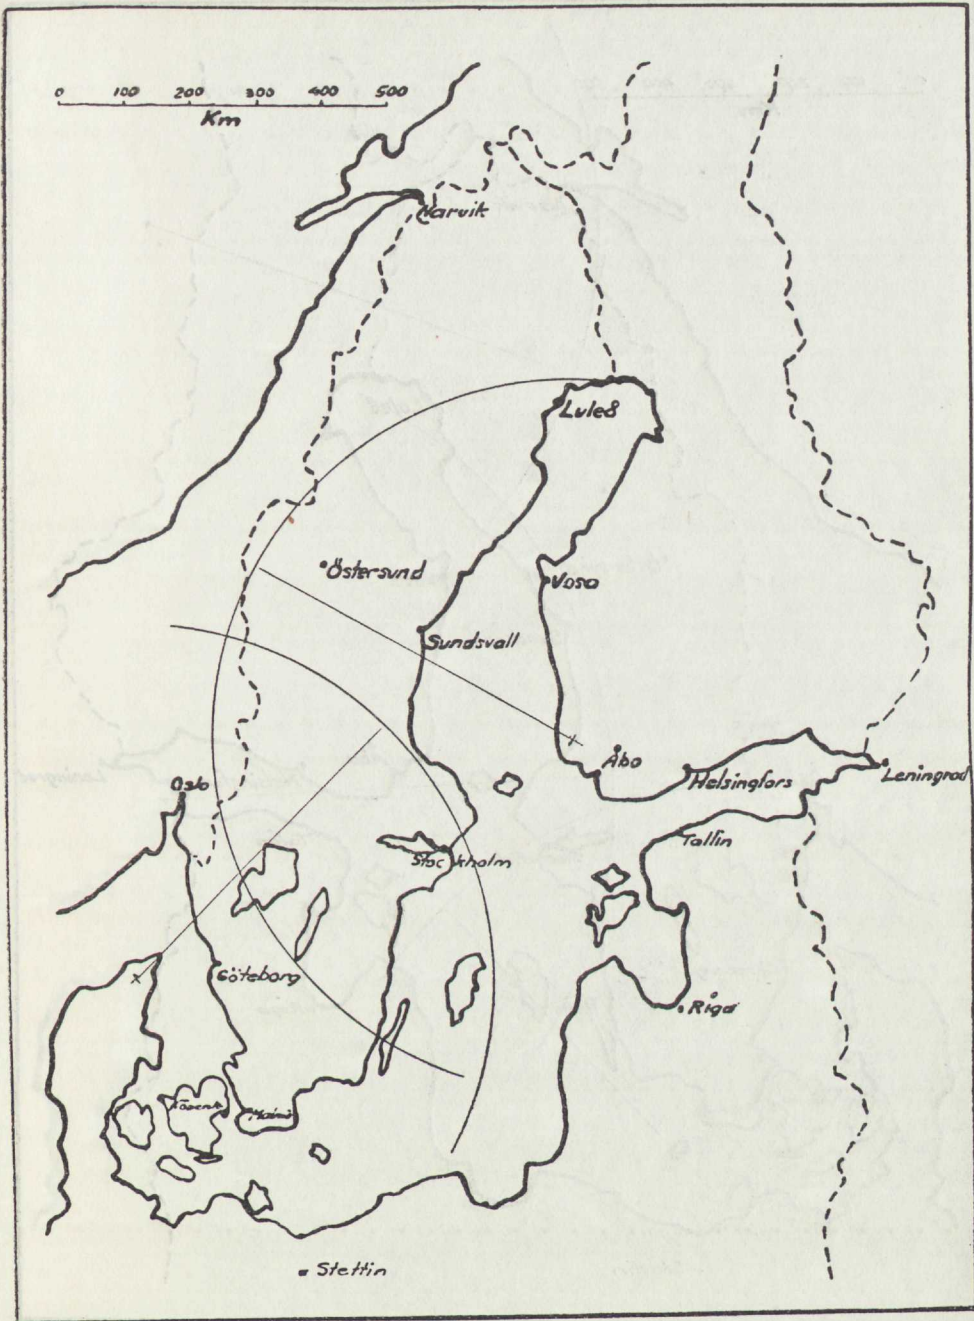 0 100 200 300 400 500
Km
Narvik
Luleå
Östersund
Vasa
Sundsvall
Åbo
Oslo
Helsingfors
Leningrad
Tallin
Stockholm
Göteborg
Riga
Köpenh.
Malmö
Stettin